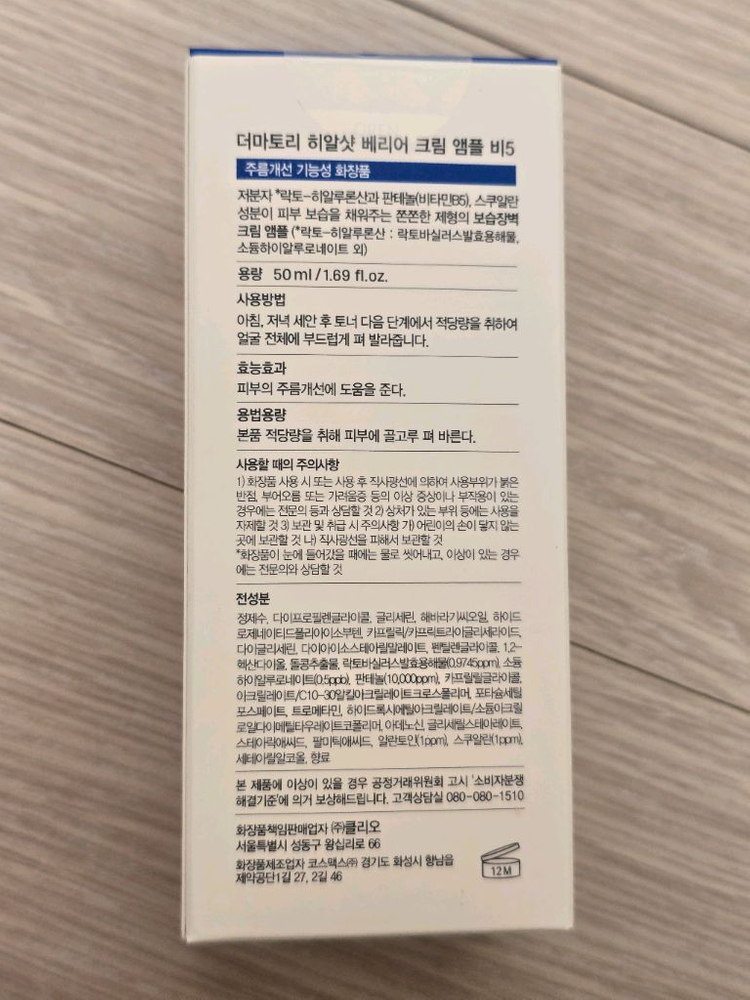 더마토리 히알샷 베리어 크림 앰플 비5
주름개선 기능성 화장품
저분자 *락토-히알루론산과 판테놀(비타민B5), 스쿠알란
성분이 피부 보습을 채워주는 쫀쫀한 제형의 보습장벽
크림 앰플 (*락토-히알루론산 : 락토바실러스발효용해물,
소듐하이알루로네이트 외)
용량 50ml/1.69 fl.oz.
사용방법
아침, 저녁 세안 후 토너 다음 단계에서 적당량을 취하여
얼굴 전체에 부드럽게 펴 발라줍니다.
효능효과
피부의 주름개선에 도움을 준다.
용법용량
본품 적당량을 취해 피부에 골고루 펴 바른다.
사용할 때의 주의사항
1) 화장품 사용 시 또는 사용 후 직사광선에 의하여 사용부위가 붉은
반점, 부어오름 또는 가려움증 등의 이상 증상이나 부작용이 있는
경우에는 전문의 등과 상담할 것 2) 상처가 있는 부위 등에는 사용을
자제할 것 3) 보관 및 취급 시 주의사항 가) 어린이의 손이 닿지 않는
곳에 보관할 것 나) 직사광선을 피해서 보관할 것
*화장품이 눈에 들어갔을 때에는 물로 씻어내고, 이상이 있는 경우
에는 전문의와 상담할 것
전성분
정제수, 다이프로필렌글라이콜, 글리세린, 해바라기씨오일, 하이드
로제네이티드폴리아이소부텐, 카프릴릭/카프릭트라이글리세라이드,
다이글리세린, 다이아이소스테아릴말레이트, 펜틸렌글라이콜, 1,2-
헥산다이올, 돌콩추출물, 락토바실러스발효용해물(0.9745ppm), 소듐
하이알루로네이트(0.5ppb), 판테놀(10,000ppm), 카프릴릴글라이콜,
아크릴레이트/C10-30알킬아크릴레이트크로스폴리머, 포타슘세틸
포스페이트, 트로메타민, 하이드록시에틸아크릴레이트/소듐아크릴
로일다이메틸타우레이트코폴리머, 아데노신, 글리세릴스테아레이트,
스테아릭애씨드, 팔미틱애씨드, 알란토인(1ppm), 스쿠알란(1ppm),
세테아릴알코올, 향료
본 제품에 이상이 있을 경우 공정거래위원회 고시 '소비자분쟁
해결기준'에 의거 보상해드립니다. 고객상담실 080-080-1510
화장품책임판매업자 ㈜클리오
서울특별시 성동구 왕십리로 66
화장품제조업자 코스맥스㈜ 경기도 화성시 향남읍
제약공단1길 27, 2길 46
12M